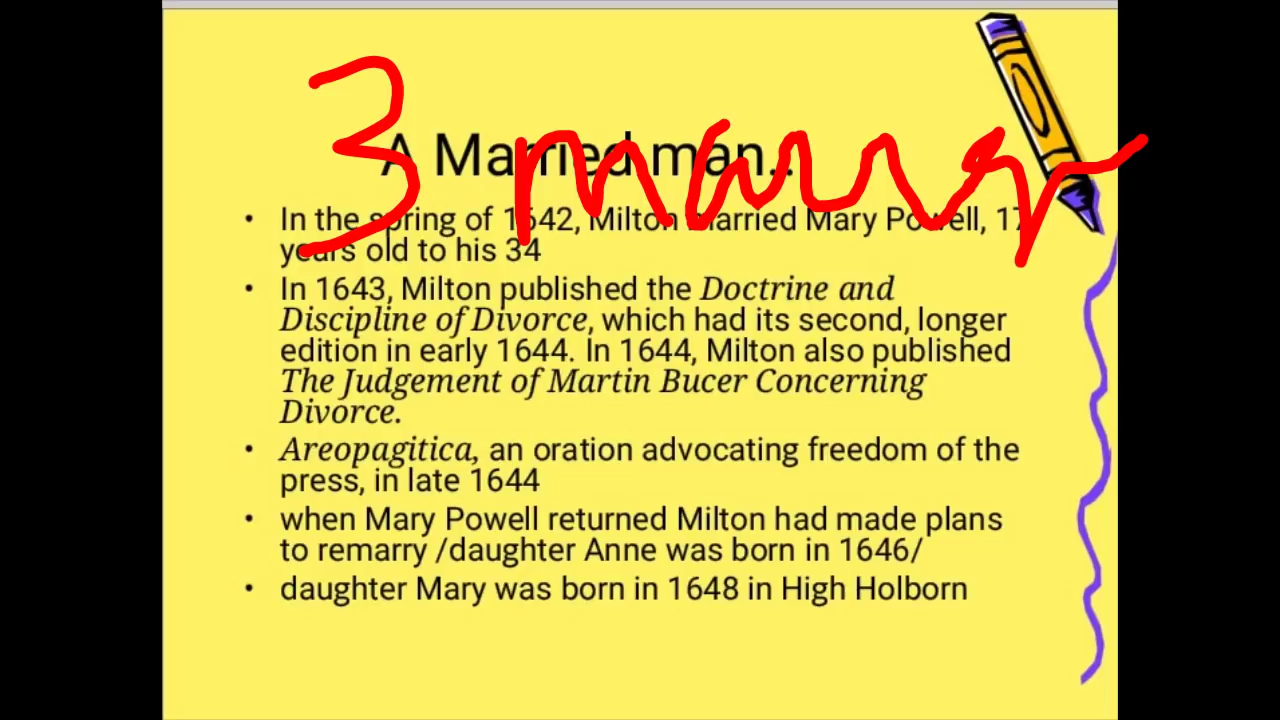 A Married man..
3 marry
• In the spring of 1642, Milton married Mary Powell, 17
years old to his 34
• In 1643, Milton published the Doctrine and
Discipline of Divorce, which had its second, longer
edition in early 1644. In 1644, Milton also published
The Judgement of Martin Bucer Concerning
Divorce.
• Areopagitica, an oration advocating freedom of the
press, in late 1644
• when Mary Powell returned Milton had made plans
to remarry /daughter Anne was born in 1646/
• daughter Mary was born in 1648 in High Holborn